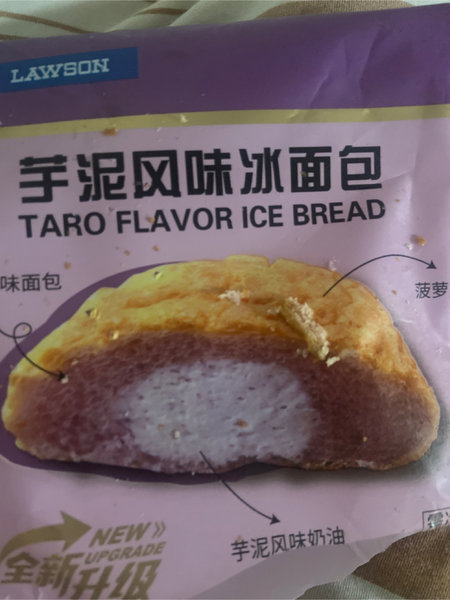 LAWSON
芋泥风味冰面包
TARO FLAVOR ICE BREAD
味面包
菠萝
芋泥风味奶油
NEW
UPGRADE
全新升级